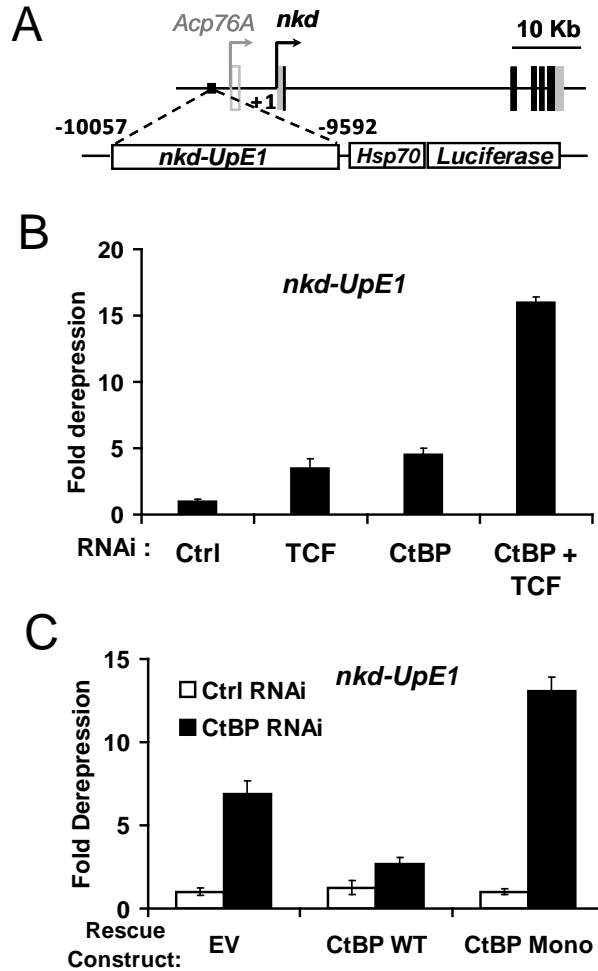 A
Acp76A
nkd
10 Kb
+1
-10057
-9592
nkd-UpE1
Hsp70
Luciferase
B
20
15
10
5
0
Fold derepression
nkd-UpE1
RNAi :
Ctrl
TCF
CtBP
CtBP +
TCF
C
15
10
5
0
Fold Derepression
nkd-UpE1
Ctrl RNAi
CtBP RNAi
Rescue
Construct:
EV
CtBP WT
CtBP Mono